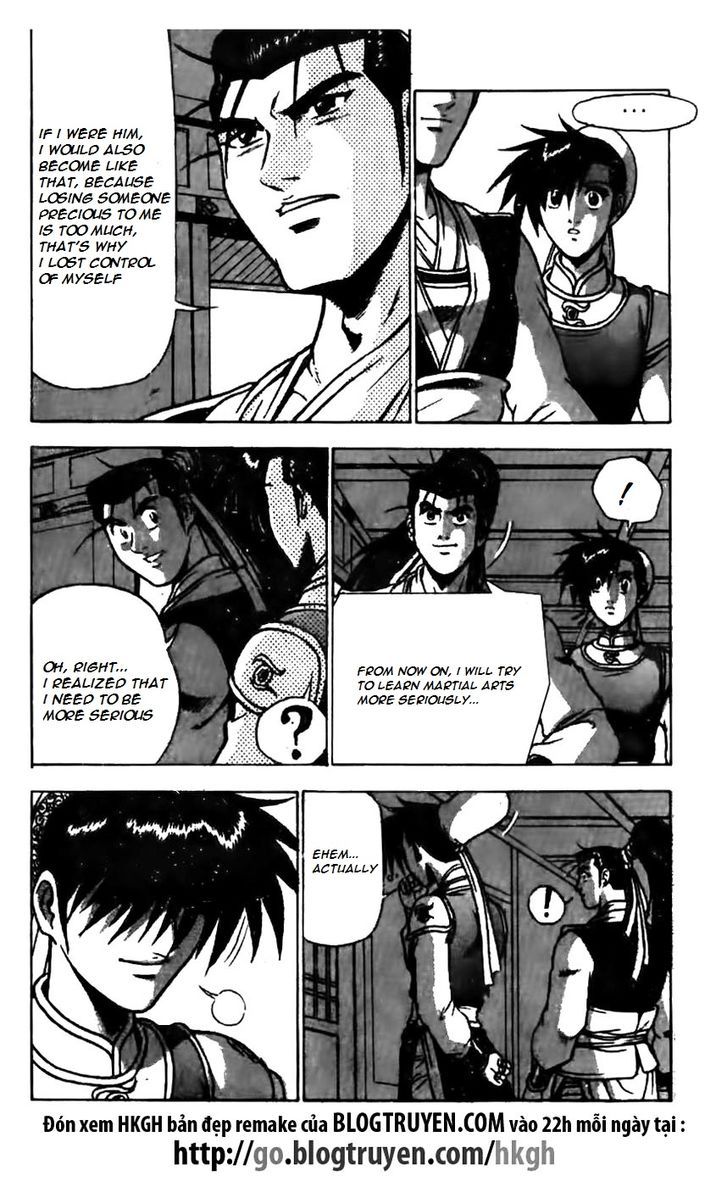 IF I WERE HIM,
I WOULD ALSO
BECOME LIKE
THAT, BECAUSE
LOSING SOMEONE
PRECIOUS TO ME
IS TOO MUCH,
THAT'S WHY
I LOST CONTROL
OF MYSELF
...
OH, RIGHT...
I REALIZED THAT
I NEED TO BE
MORE SERIOUS
?
!
FROM NOW ON, I WILL TRY
TO LEARN MARTIAL ARTS
MORE SERIOUSLY...
EHEM...
ACTUALLY
!
Đón xem HKGH bản đẹp remake của BLOGTRUYEN.COM vào 22h mỗi ngày tại :
http://go.blogtruyen.com/hkgh